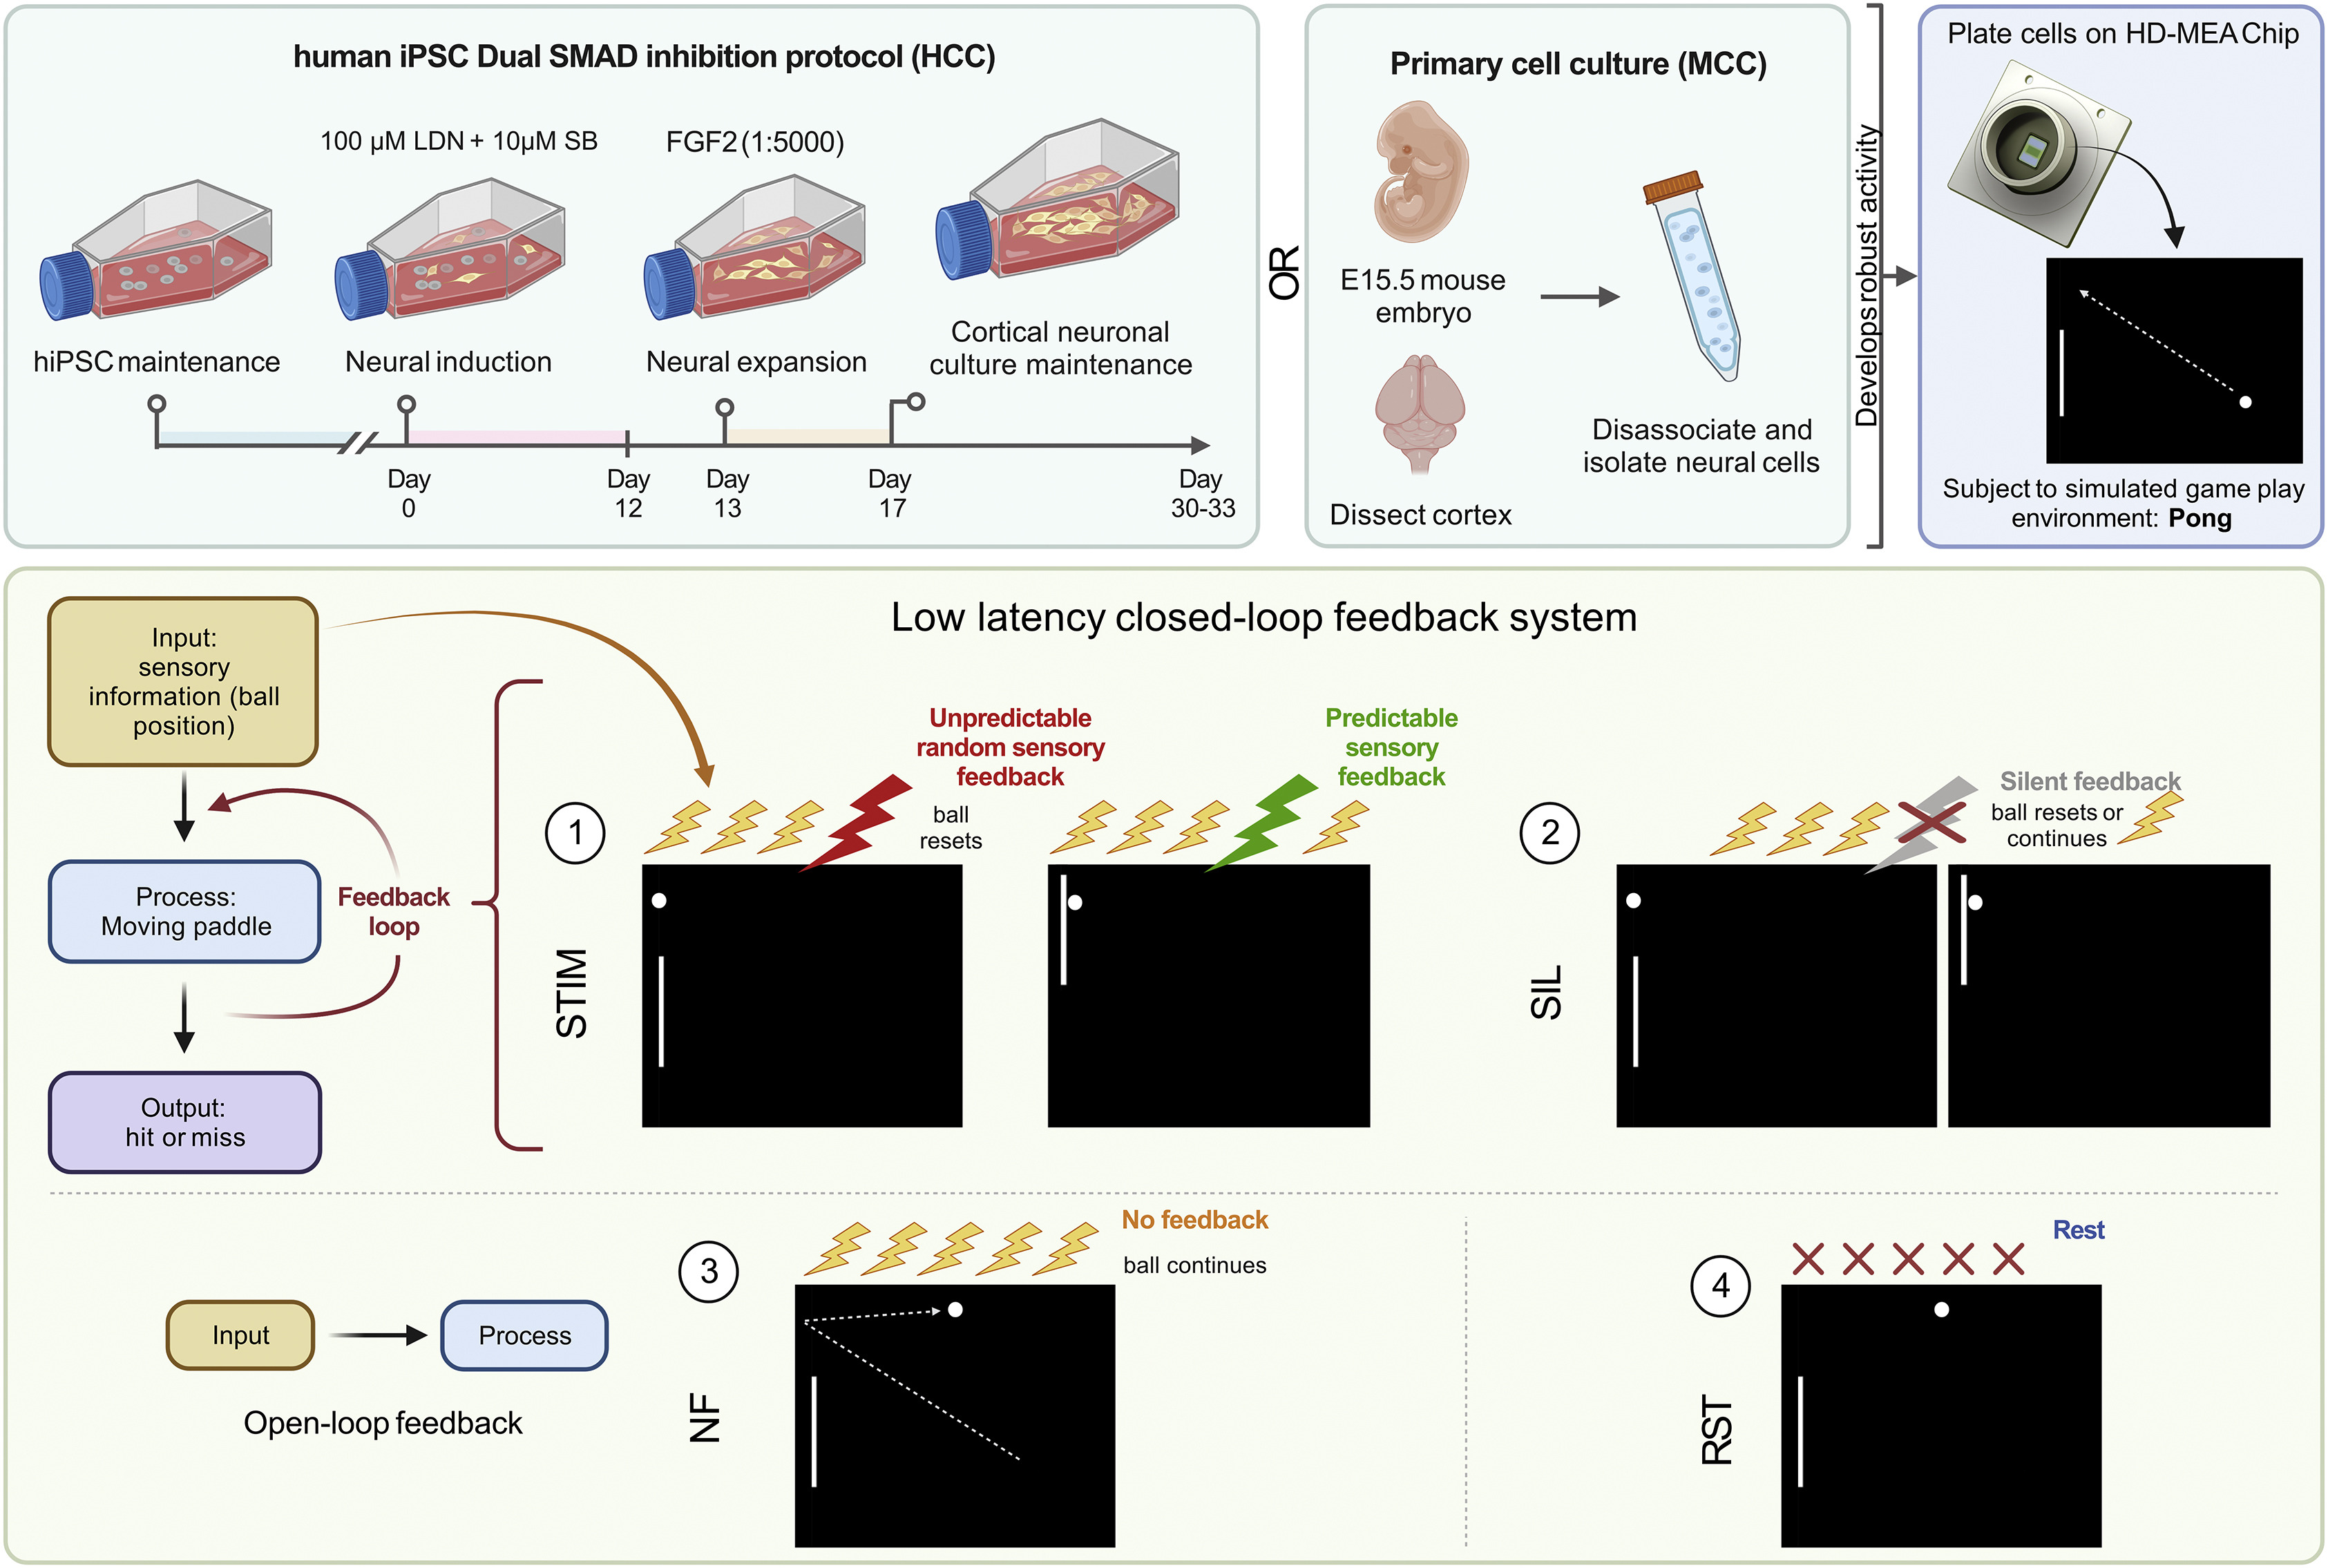 human iPSC Dual SMAD inhibition protocol (HCC)
100 µM LDN + 10µM SB
FGF2 (1:5000)
hiPSC maintenance
Neural induction
Neural expansion
Cortical neuronal
culture maintenance
Day
0
Day
12
Day
13
Day
17
Day
30-33
OR
Primary cell culture (MCC)
E15.5 mouse
embryo
Dissect cortex
Disassociate and
isolate neural cells
Develops robust activity
Plate cells on HD-MEA Chip
Subject to simulated game play
environment: Pong
Low latency closed-loop feedback system
Input:
sensory
information (ball
position)
Process:
Moving paddle
Output:
hit or miss
Feedback
loop
1
STIM
Unpredictable
random sensory
feedback
ball
resets
Predictable
sensory
feedback
2
SIL
Silent feedback
ball resets or
continues
Input
Process
Open-loop feedback
3
NF
No feedback
ball continues
4
RST
Rest